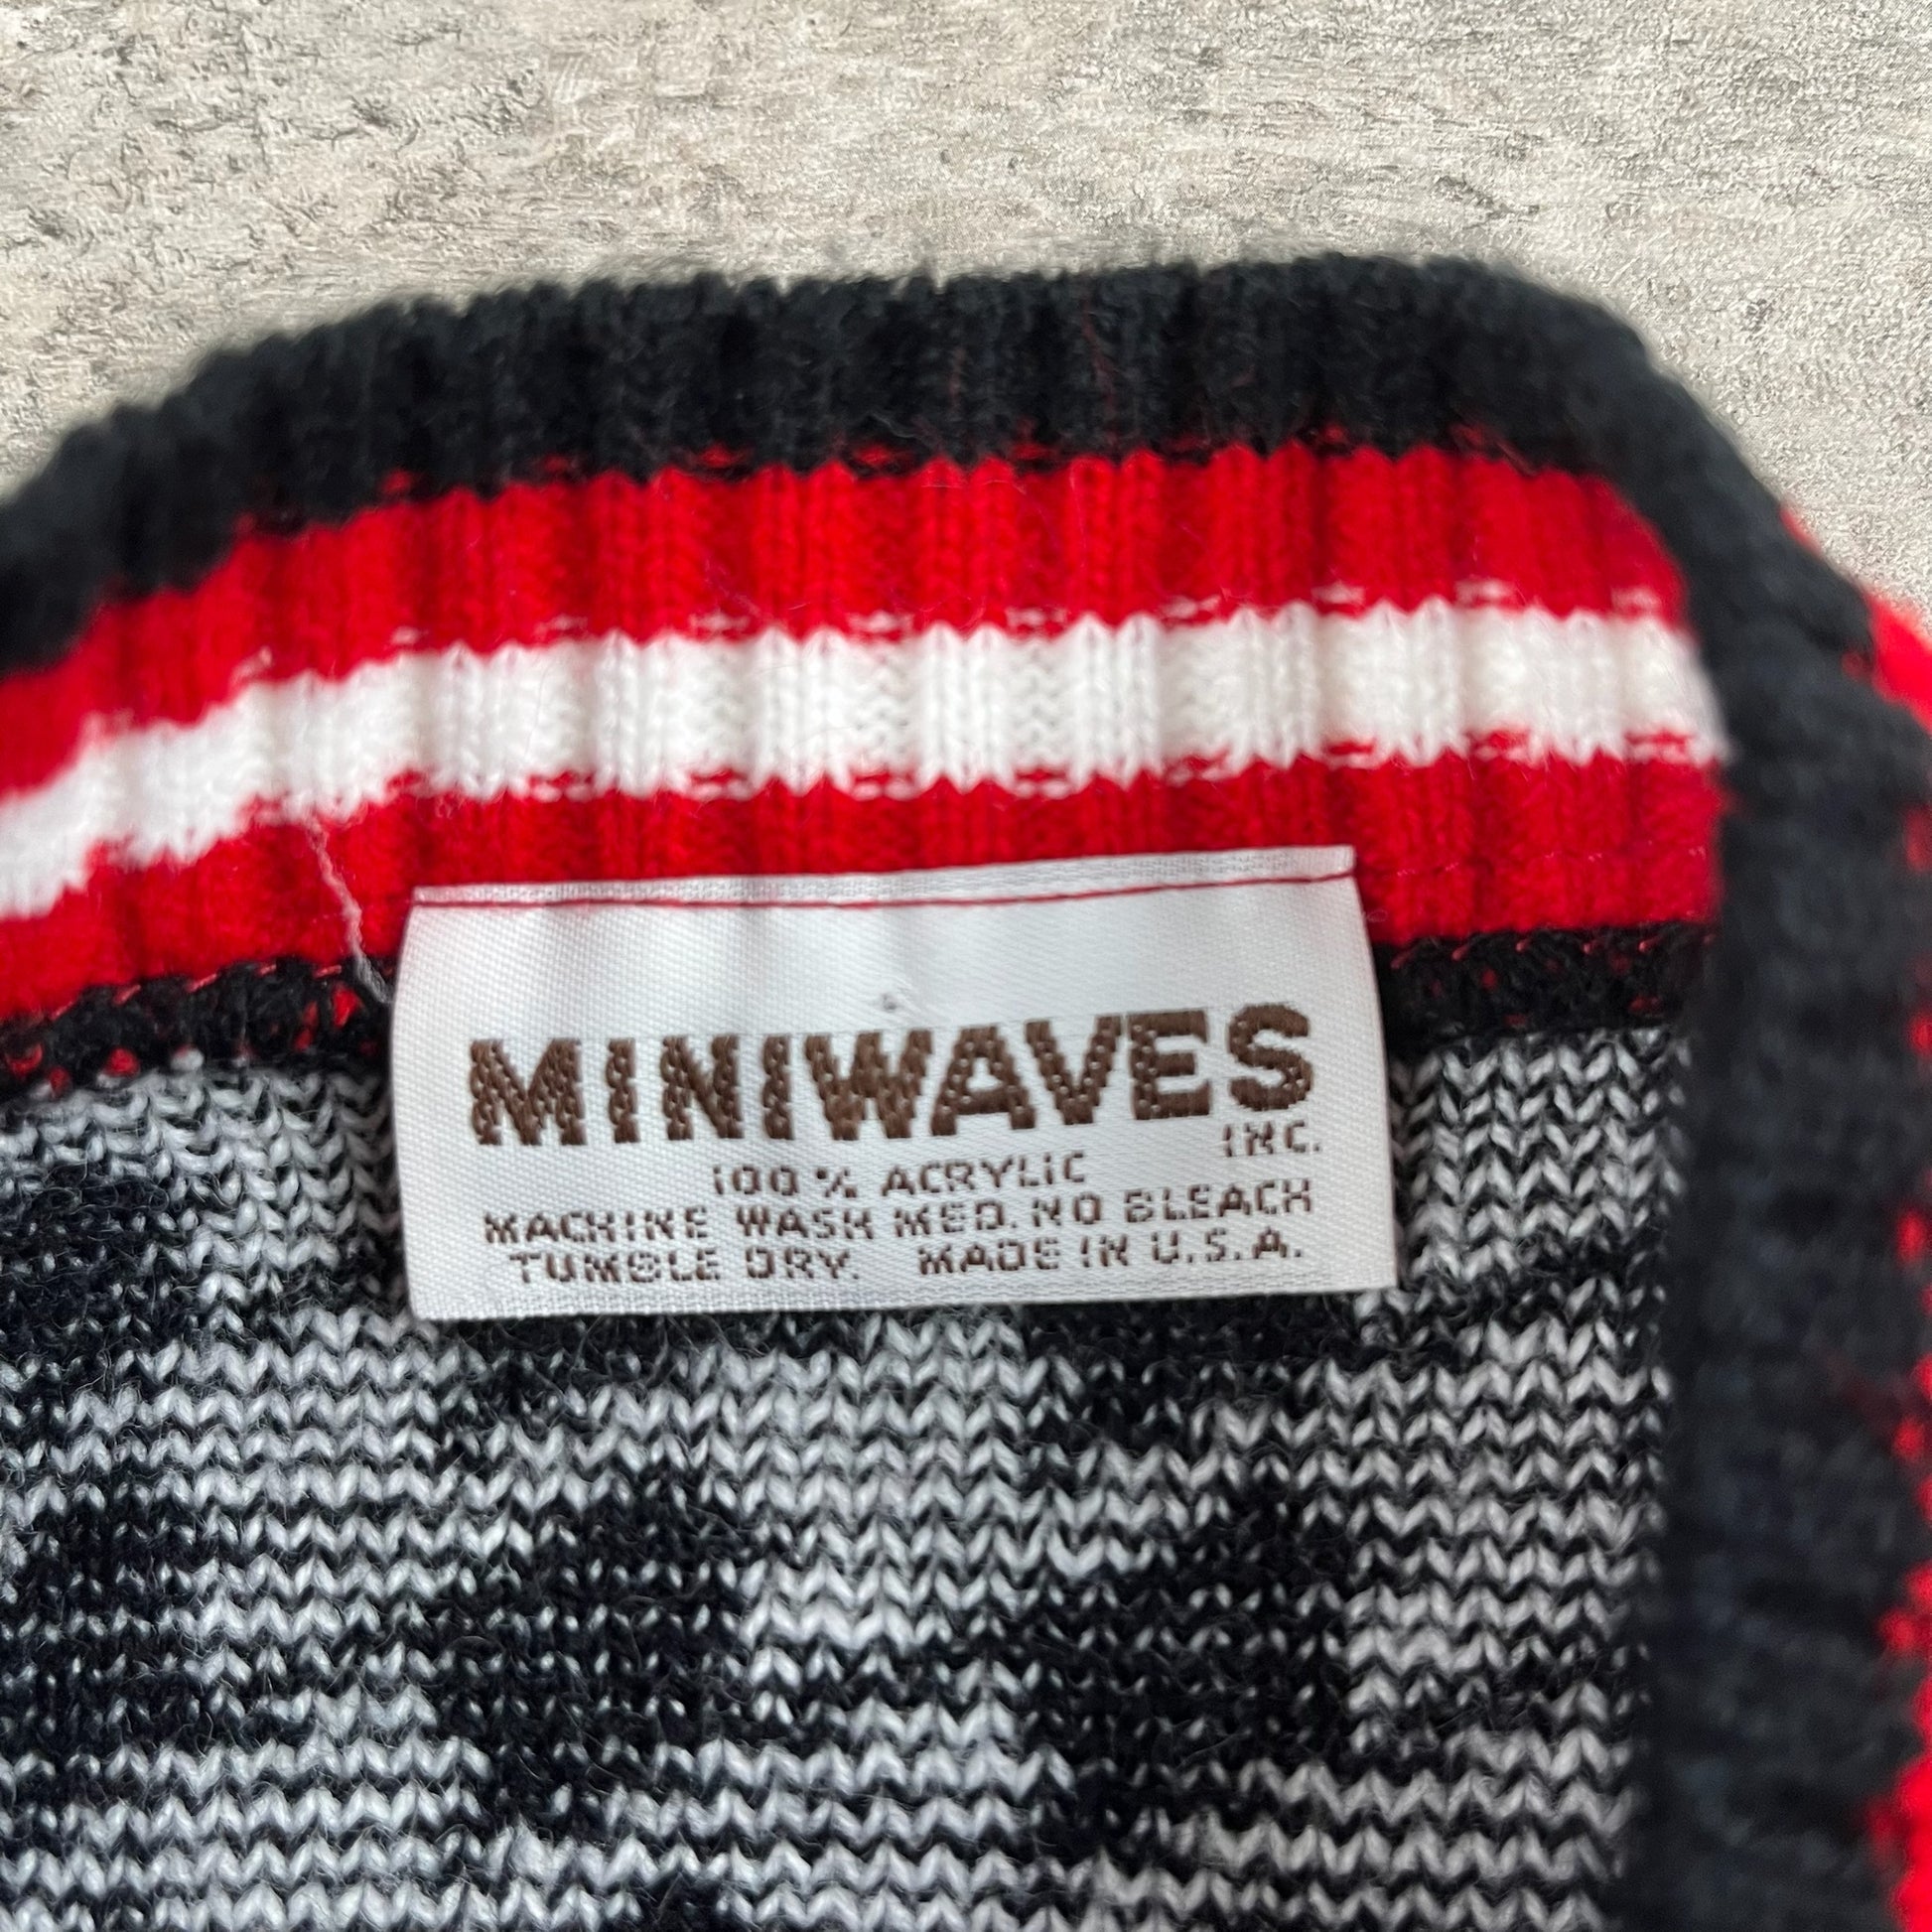 MINIWAVES
INC.
100% ACRYLIC
MACHINE WASH MED. NO BLEACH
TUMBLE DRY. MADE IN U.S.A.